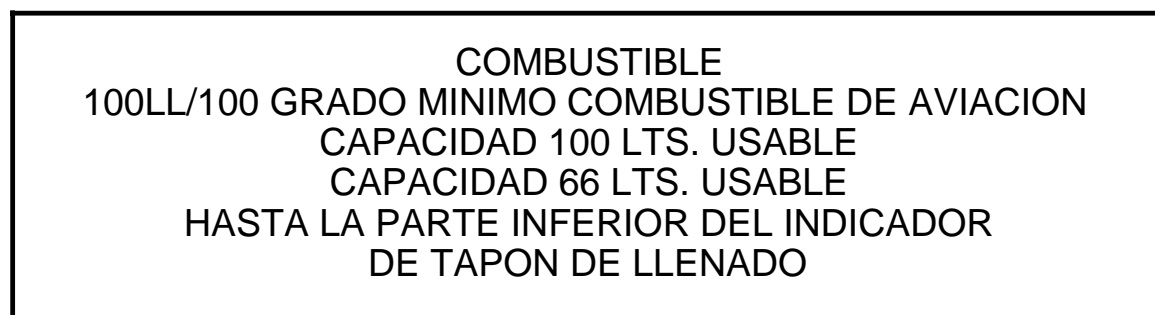 COMBUSTIBLE
100LL/100 GRADO MINIMO COMBUSTIBLE DE AVIACION
CAPACIDAD 100 LTS. USABLE
CAPACIDAD 66 LTS. USABLE
HASTA LA PARTE INFERIOR DEL INDICADOR
DE TAPON DE LLENADO